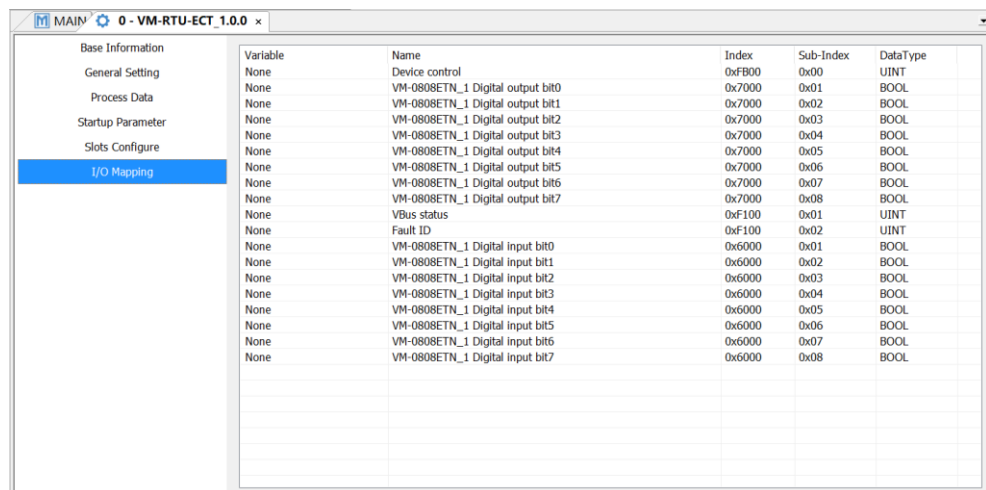 M MAIN 0 - VM-RTU-ECT_1.0.0 ×
Base Information
General Setting
Process Data
Startup Parameter
Slots Configure
I/O Mapping
Variable Name Index Sub-Index DataType
None Device control 0xFB00 0x00 UINT
None VM-0808ETN_1 Digital output bit0 0x7000 0x01 BOOL
None VM-0808ETN_1 Digital output bit1 0x7000 0x02 BOOL
None VM-0808ETN_1 Digital output bit2 0x7000 0x03 BOOL
None VM-0808ETN_1 Digital output bit3 0x7000 0x04 BOOL
None VM-0808ETN_1 Digital output bit4 0x7000 0x05 BOOL
None VM-0808ETN_1 Digital output bit5 0x7000 0x06 BOOL
None VM-0808ETN_1 Digital output bit6 0x7000 0x07 BOOL
None VM-0808ETN_1 Digital output bit7 0x7000 0x08 BOOL
None VBus status 0xF100 0x01 UINT
None Fault ID 0xF100 0x02 UINT
None VM-0808ETN_1 Digital input bit0 0x6000 0x01 BOOL
None VM-0808ETN_1 Digital input bit1 0x6000 0x02 BOOL
None VM-0808ETN_1 Digital input bit2 0x6000 0x03 BOOL
None VM-0808ETN_1 Digital input bit3 0x6000 0x04 BOOL
None VM-0808ETN_1 Digital input bit4 0x6000 0x05 BOOL
None VM-0808ETN_1 Digital input bit5 0x6000 0x06 BOOL
None VM-0808ETN_1 Digital input bit6 0x6000 0x07 BOOL
None VM-0808ETN_1 Digital input bit7 0x6000 0x08 BOOL